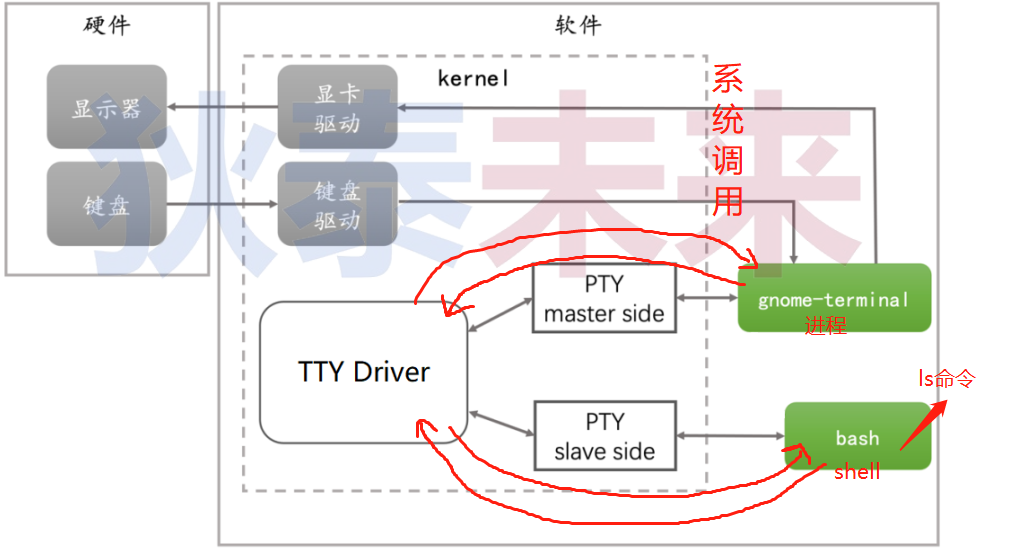 硬件
软件
显示器
显卡
驱动
kernel
系
统
调
用
键盘
键盘
驱动
狄泰未来
PTY
master side
gnome-terminal
进程
TTY Driver
ls命令
PTY
slave side
bash
shell